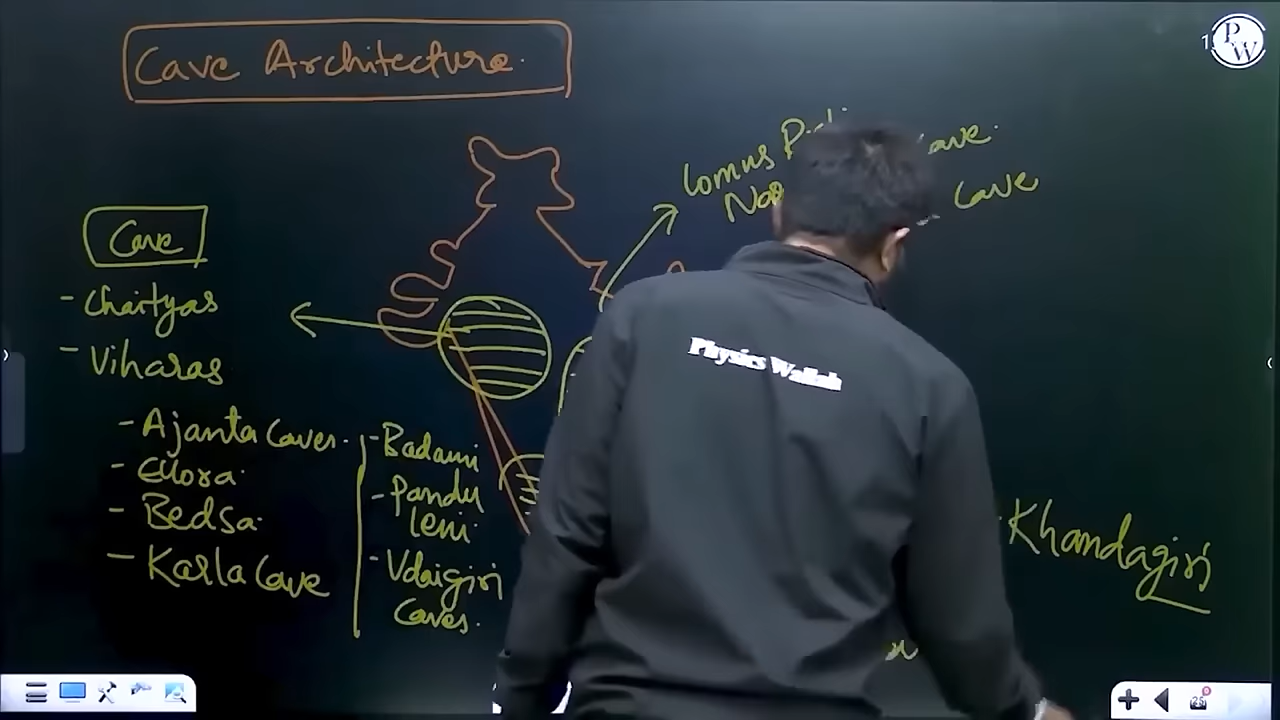 Cave Architecture.
PW
Lomus
Cave.
Cave
Cave
- Chaityas
- Viharas
- Ajanta Caves.
- Ellora.
- Bedsa.
- Karla Cave
- Badami
- Pandu
leni.
- Udaigiri
Caves.
Physics Wallah
Khandagiri